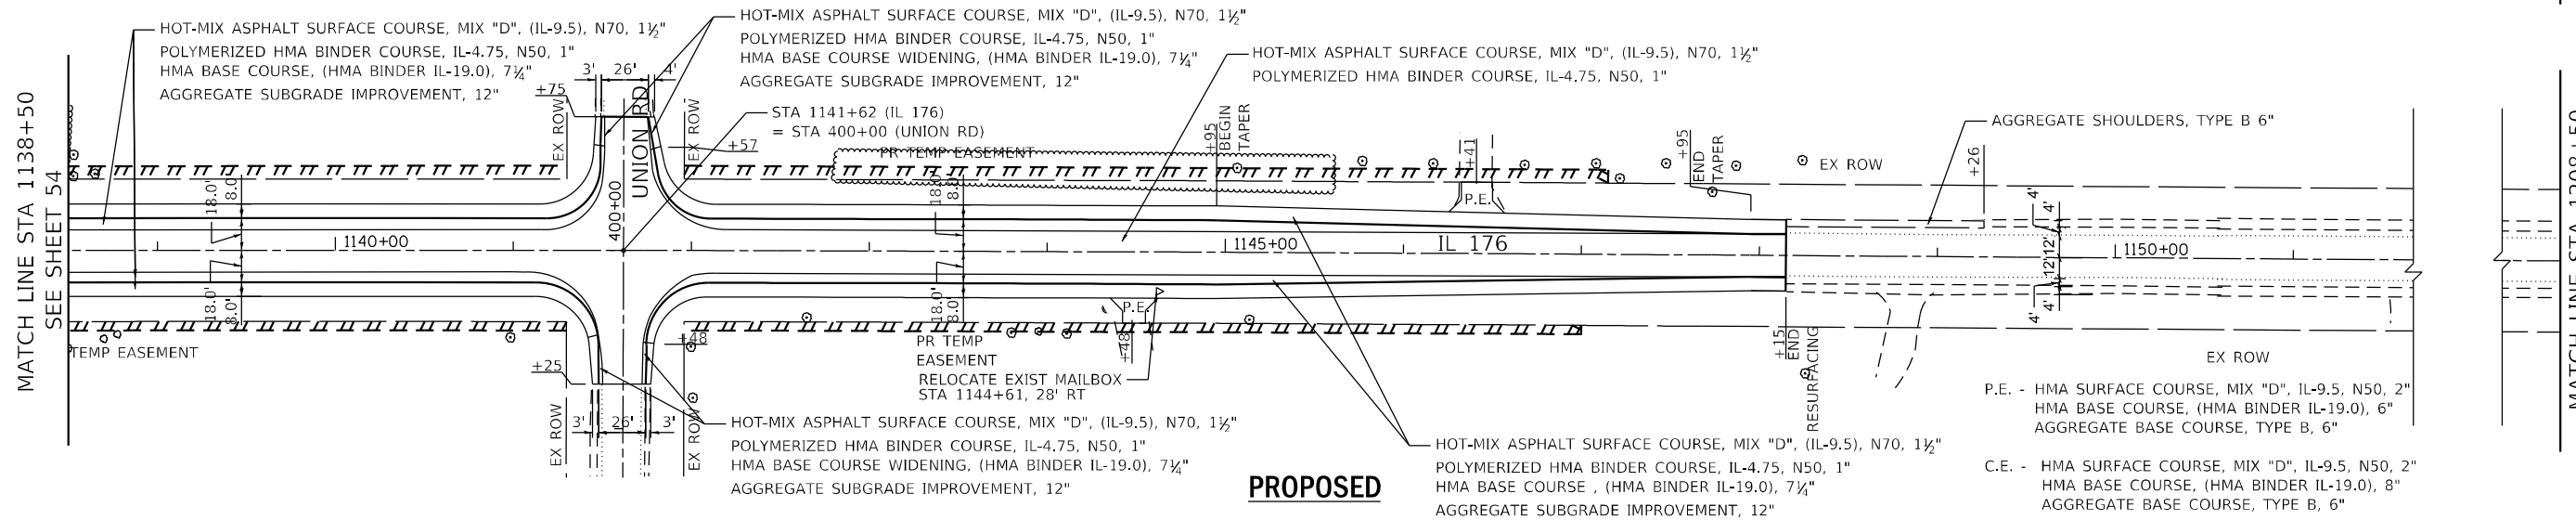 MATCH LINE STA 1138+50
SEE SHEET 54
HOT-MIX ASPHALT SURFACE COURSE, MIX "D", (IL-9.5), N70, 1½"
POLYMERIZED HMA BINDER COURSE, IL-4.75, N50, 1"
HMA BASE COURSE, (HMA BINDER IL-19.0), 7¼"
AGGREGATE SUBGRADE IMPROVEMENT, 12"
HOT-MIX ASPHALT SURFACE COURSE, MIX "D", (IL-9.5), N70, 1½"
POLYMERIZED HMA BINDER COURSE, IL-4.75, N50, 1"
HMA BASE COURSE WIDENING, (HMA BINDER IL-19.0), 7¼"
AGGREGATE SUBGRADE IMPROVEMENT, 12"
HOT-MIX ASPHALT SURFACE COURSE, MIX "D", (IL-9.5), N70, 1½"
POLYMERIZED HMA BINDER COURSE, IL-4.75, N50, 1"
3' 26' 4'
+75
EX ROW
UNION RD
EX ROW
+57
STA 1141+62 (IL 176)
= STA 400+00 (UNION RD)
PR TEMP EASEMENT
+95
BEGIN
TAPER
+41
P.E.
+95
END
TAPER
EX ROW
AGGREGATE SHOULDERS, TYPE B 6"
+26
18.0'
8.0'
18.0'
8.0'
400+00
1140+00
1145+00
IL 176
1150+00
4'
4'
12'
12'
4'
4'
18.0'
8.0'
18.0'
8.0'
TEMP EASEMENT
+25
+48
PR TEMP
EASEMENT
P.E.
+48
RELOCATE EXIST MAILBOX
STA 1144+61, 28' RT
+15
END
RESURFACING
EX ROW
EX ROW
3' 26' 3'
EX ROW
HOT-MIX ASPHALT SURFACE COURSE, MIX "D", (IL-9.5), N70, 1½"
POLYMERIZED HMA BINDER COURSE, IL-4.75, N50, 1"
HMA BASE COURSE WIDENING, (HMA BINDER IL-19.0), 7¼"
AGGREGATE SUBGRADE IMPROVEMENT, 12"
PROPOSED
HOT-MIX ASPHALT SURFACE COURSE, MIX "D", (IL-9.5), N70, 1½"
POLYMERIZED HMA BINDER COURSE, IL-4.75, N50, 1"
HMA BASE COURSE , (HMA BINDER IL-19.0), 7¼"
AGGREGATE SUBGRADE IMPROVEMENT, 12"
P.E. - HMA SURFACE COURSE, MIX "D", IL-9.5, N50, 2"
HMA BASE COURSE, (HMA BINDER IL-19.0), 6"
AGGREGATE BASE COURSE, TYPE B, 6"
C.E. - HMA SURFACE COURSE, MIX "D", IL-9.5, N50, 2"
HMA BASE COURSE, (HMA BINDER IL-19.0), 8"
AGGREGATE BASE COURSE, TYPE B, 6"
MATCH LINE STA 1208+50